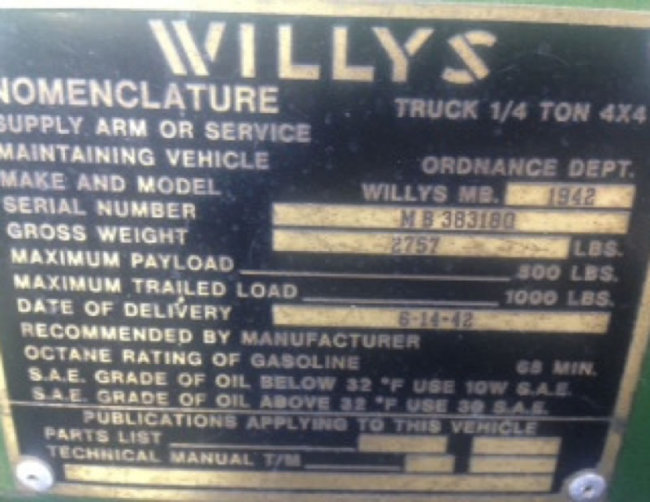 WILLYS
NOMENCLATURE TRUCK 1/4 TON 4X4
SUPPLY ARM OR SERVICE
MAINTAINING VEHICLE ORDNANCE DEPT.
MAKE AND MODEL WILLYS MB. 1942
SERIAL NUMBER MB 383180
GROSS WEIGHT 2757 LBS.
MAXIMUM PAYLOAD 800 LBS.
MAXIMUM TRAILED LOAD 1000 LBS.
DATE OF DELIVERY 6-14-42
RECOMMENDED BY MANUFACTURER
OCTANE RATING OF GASOLINE 68 MIN.
S.A.E. GRADE OF OIL BELOW 32 °F USE 10W S.A.E.
S.A.E. GRADE OF OIL ABOVE 32 °F USE 30 S.A.E.
PUBLICATIONS APPLYING TO THIS VEHICLE
PARTS LIST
TECHNICAL MANUAL T/M